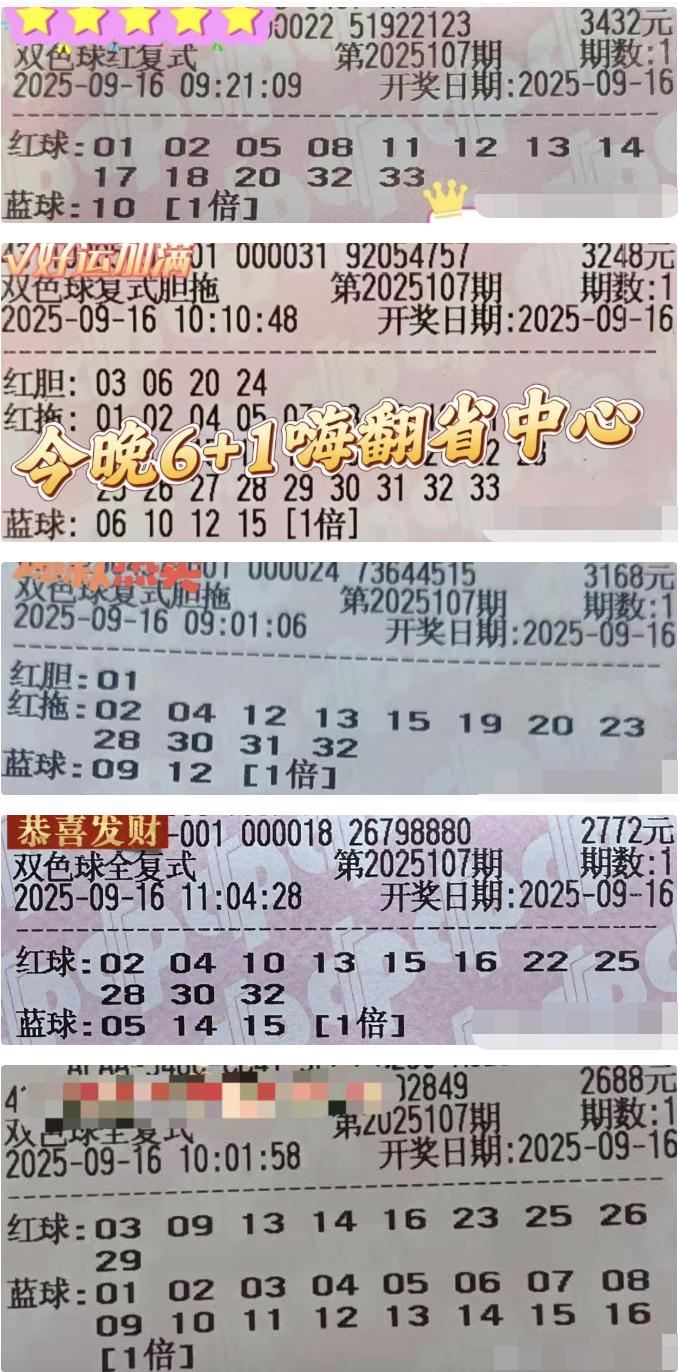 0022 51922123 3432元
双色球红复式 第2025107期 期数:1
2025-09-16 09:21:09 开奖日期:2025-09-16
红球:01 02 05 08 11 12 13 14
17 18 20 32 33
蓝球:10 [1倍]
好运加满 01 000031 92054757 3248元
双色球复式胆拖 第2025107期 期数:1
2025-09-16 10:10:48 开奖日期:2025-09-16
红胆: 03 06 20 24
红拖: 01 02 04 05 07
今晚6+1嗨翻省中心
25 26 27 28 29 30 31 32 33
蓝球: 06 10 12 15 [1倍]
爆款热卖 01 000024 73644515 3168元
双色球复式胆拖 第2025107期 期数:1
2025-09-16 09:01:06 开奖日期:2025-09-16
红胆:01
红拖:02 04 12 13 15 19 20 23
28 30 31 32
蓝球:09 12 [1倍]
恭喜发财 -001 000018 26798880 2772元
双色球全复式 第2025107期 期数:1
2025-09-16 11:04:28 开奖日期:2025-09-16
红球:02 04 10 13 15 16 22 25
28 30 32
蓝球:05 14 15 [1倍]
02849 2688元
双色球全复式 第2025107期 期数:1
2025-09-16 10:01:58 开奖日期:2025-09-16
红球:03 09 13 14 16 23 25 26
29
蓝球:01 02 03 04 05 06 07 08
09 10 11 12 13 14 15 16
[1倍]